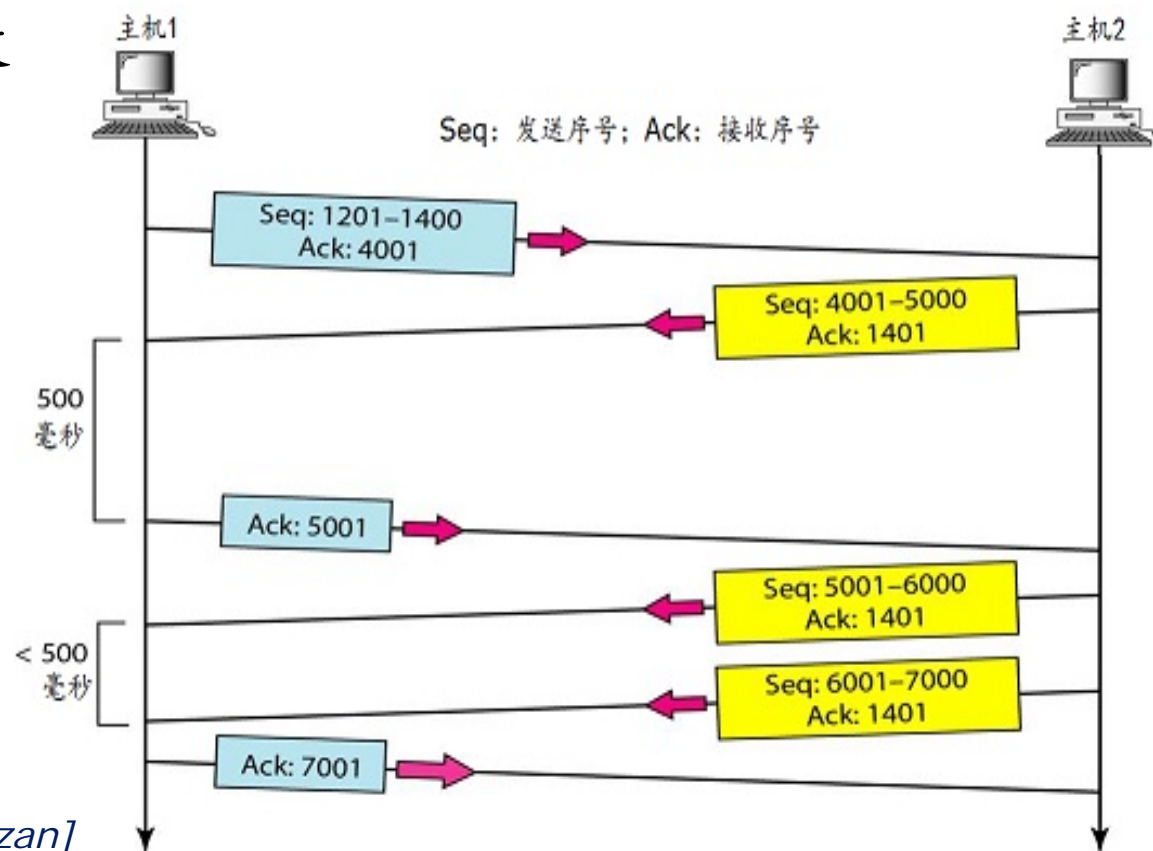 主机1
主机2
Seq: 发送序号; Ack: 接收序号
Seq: 1201–1400
Ack: 4001
Seq: 4001–5000
Ack: 1401
500
毫秒
Ack: 5001
Seq: 5001–6000
Ack: 1401
< 500
毫秒
Seq: 6001–7000
Ack: 1401
Ack: 7001
zan]